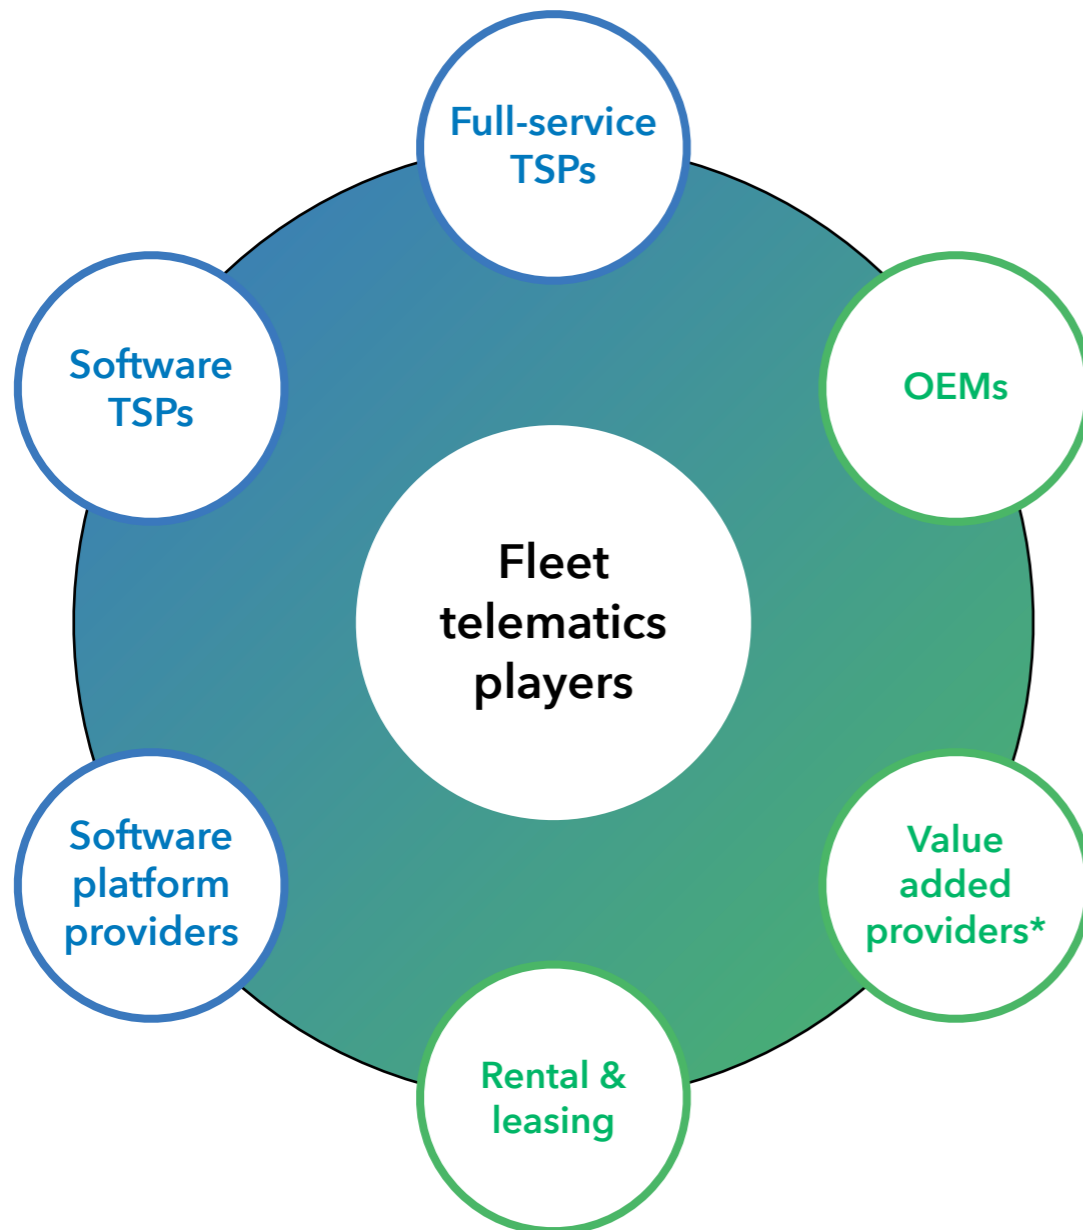 Full-service
TSPs
Software
TSPs
OEMs
Fleet
telematics
players
Software
platform
providers
Value
added
providers*
Rental &
leasing